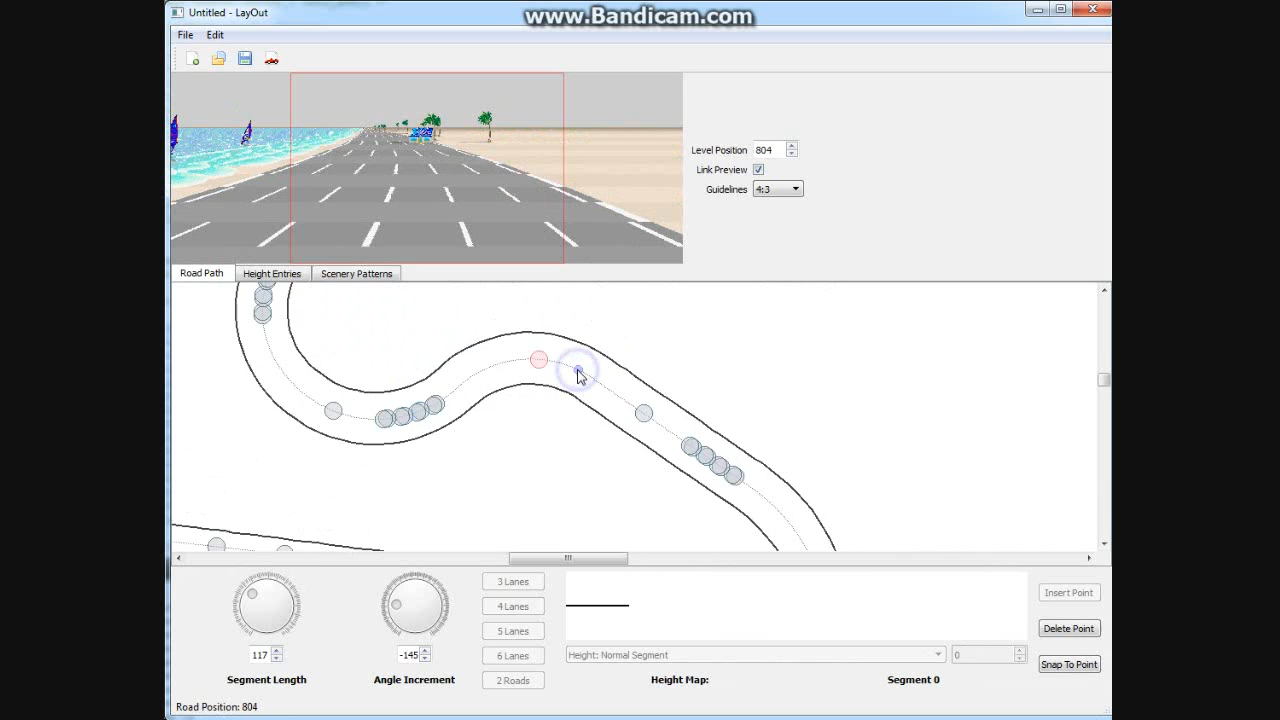 www.Bandicam.com
Untitled - LayOut
File Edit
Level Position 804
Link Preview
Guidelines 4:3
Road Path Height Entries Scenery Patterns
3 Lanes
4 Lanes
5 Lanes
6 Lanes
2 Roads
Insert Point
Delete Point
Snap To Point
117 -145 Height: Normal Segment 0
Segment Length Angle Increment Height Map: Segment 0
Road Position: 804